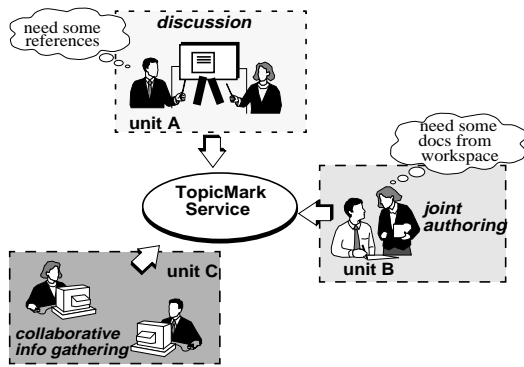 need some
references
discussion
unit A
need some
docs from
workspace
TopicMark
Service
joint
authoring
unit B
unit C
collaborative
info gathering